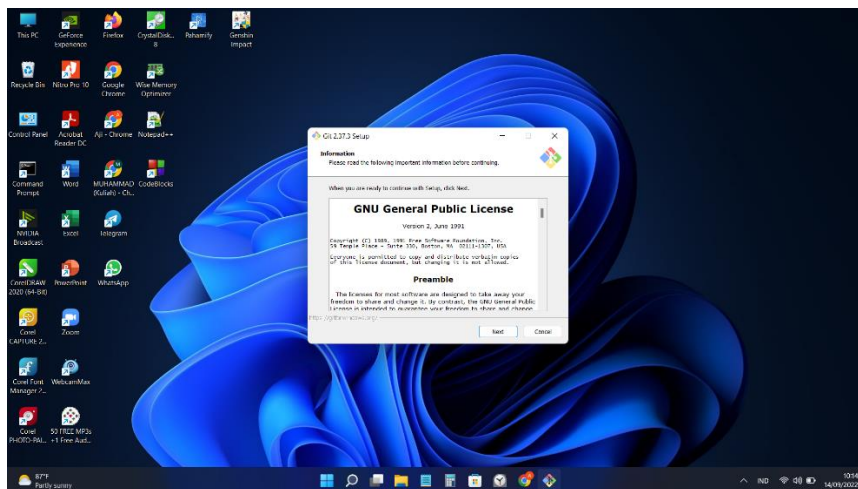 This PC
GeForce
Experience
Firefox
CrystalDisk...
8
Pahamify
Genshin
Impact
Recycle Bin
Nitro Pro 10
Google
Chrome
Wise Memory
Optimizer
Control Panel
Acrobat
Reader DC
Aji - Chrome
Notepad++
Command
Prompt
Word
MUHAMMAD
(Kuliah) - Ch...
CodeBlocks
NVIDIA
Broadcast
Excel
Telegram
CorelDRAW
2020 (64-Bit)
PowerPoint
WhatsApp
Corel
CAPTURE 2...
Zoom
Corel Font
Manager 2...
WebcamMax
Corel
PHOTO-PAI...
50 FREE MP3s
+1 Free Aud...
Git 2.37.3 Setup
Information
Please read the following important information before continuing.
When you are ready to continue with Setup, click Next.
GNU General Public License
Version 2, June 1991
Copyright (C) 1989, 1991 Free Software Foundation, Inc.
59 Temple Place - Suite 330, Boston, MA 02111-1307, USA
Everyone is permitted to copy and distribute verbatim copies
of this license document, but changing it is not allowed.
Preamble
The licenses for most software are designed to take away your
freedom to share and change it. By contrast, the GNU General Public
License is intended to guarantee your freedom to share and change
https://gitforwindows.org/
Next
Cancel
87°F
Partly sunny
IND
10:14
14/09/2022